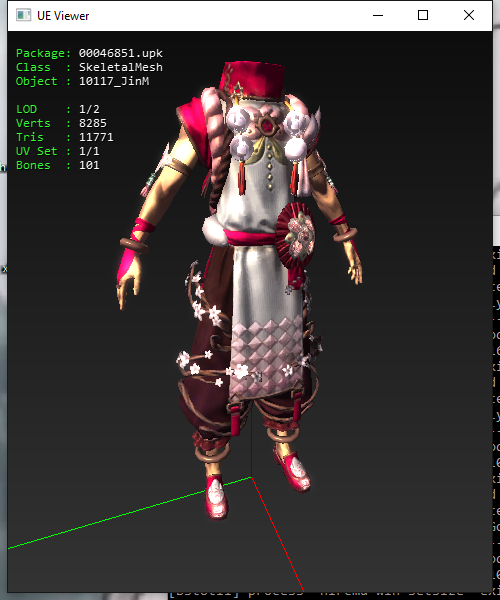 UE Viewer
Package: 00046851.upk
Class : SkeletalMesh
Object : 10117_JinM
LOD : 1/2
Verts : 8285
Tris : 11771
UV Set : 1/1
Bones : 101